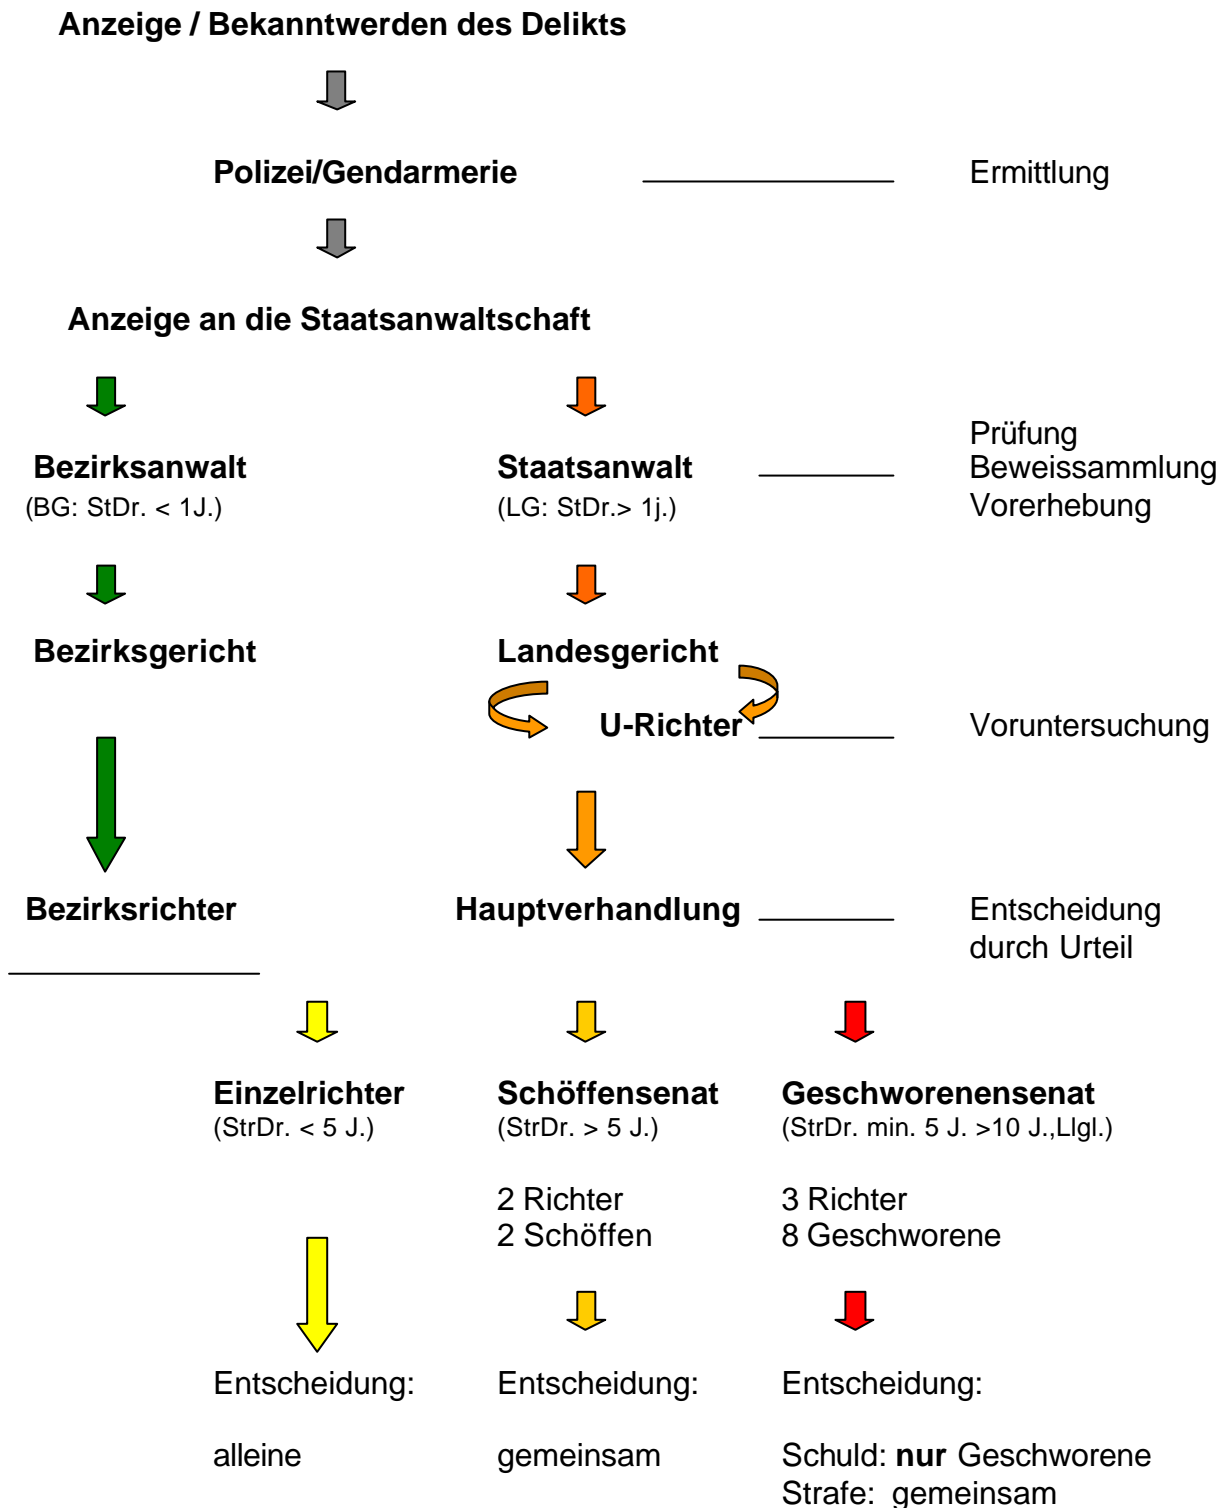 Anzeige / Bekanntwerden des Delikts
Polizei/Gendarmerie
Ermittlung
Anzeige an die Staatsanwaltschaft
Bezirksanwalt
(BG: StDr. < 1J.)
Staatsanwalt
(LG: StDr.> 1j.)
Prüfung
Beweissammlung
Vorerhebung
Bezirksgericht
Landesgericht
U-Richter
Voruntersuchung
Bezirksrichter
Hauptverhandlung
Entscheidung
durch Urteil
Einzelrichter
(StrDr. < 5 J.)
Schöffensenat
(StrDr. > 5 J.)
2 Richter
2 Schöffen
Geschworenensenat
(StrDr. min. 5 J. >10 J.,Llgl.)
3 Richter
8 Geschworene
Entscheidung:
alleine
Entscheidung:
gemeinsam
Entscheidung:
Schuld: nur Geschworene
Strafe: gemeinsam